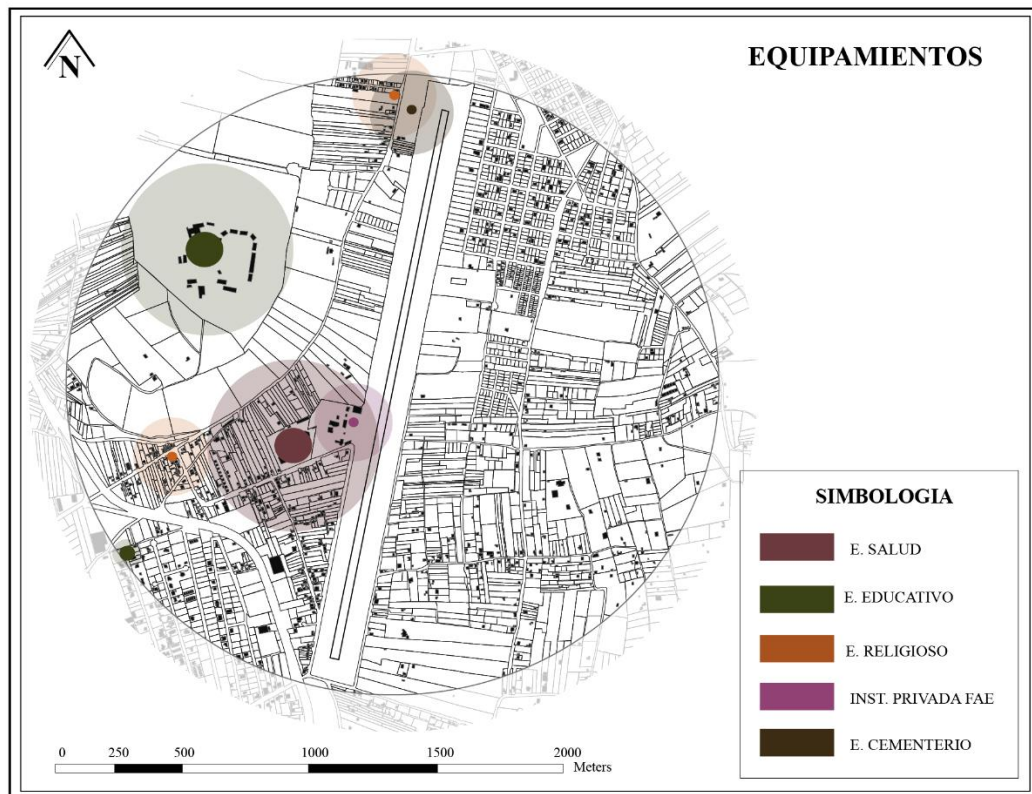 N
EQUIPAMIENTOS
SIMBOLOGIA
E. SALUD
E. EDUCATIVO
E. RELIGIOSO
INST. PRIVADA FAE
E. CEMENTERIO
0 250 500 1000 1500 2000
Meters